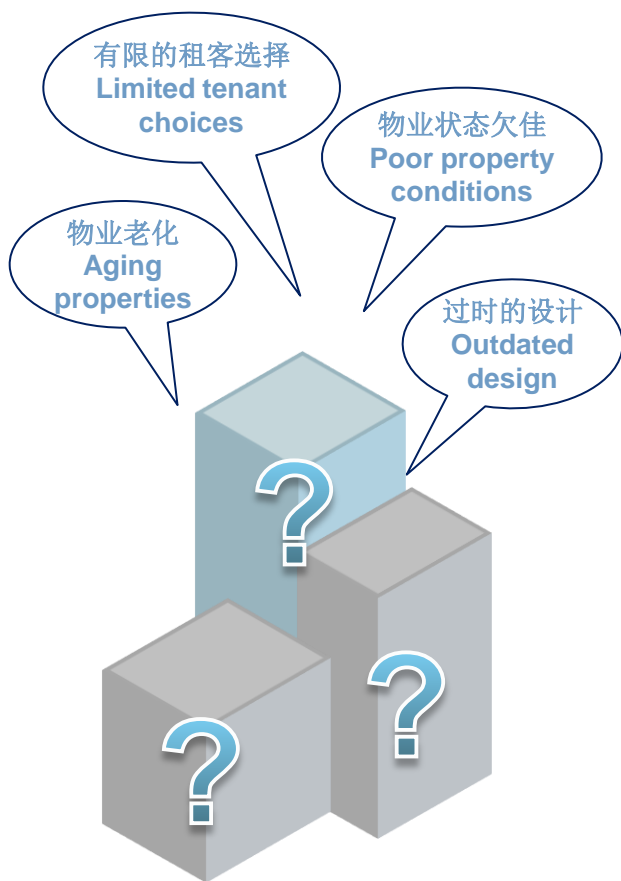 有限的租客选择
Limited tenant
choices
物业状态欠佳
Poor property
conditions
物业老化
Aging
properties
过时的设计
Outdated
design
?
?
?